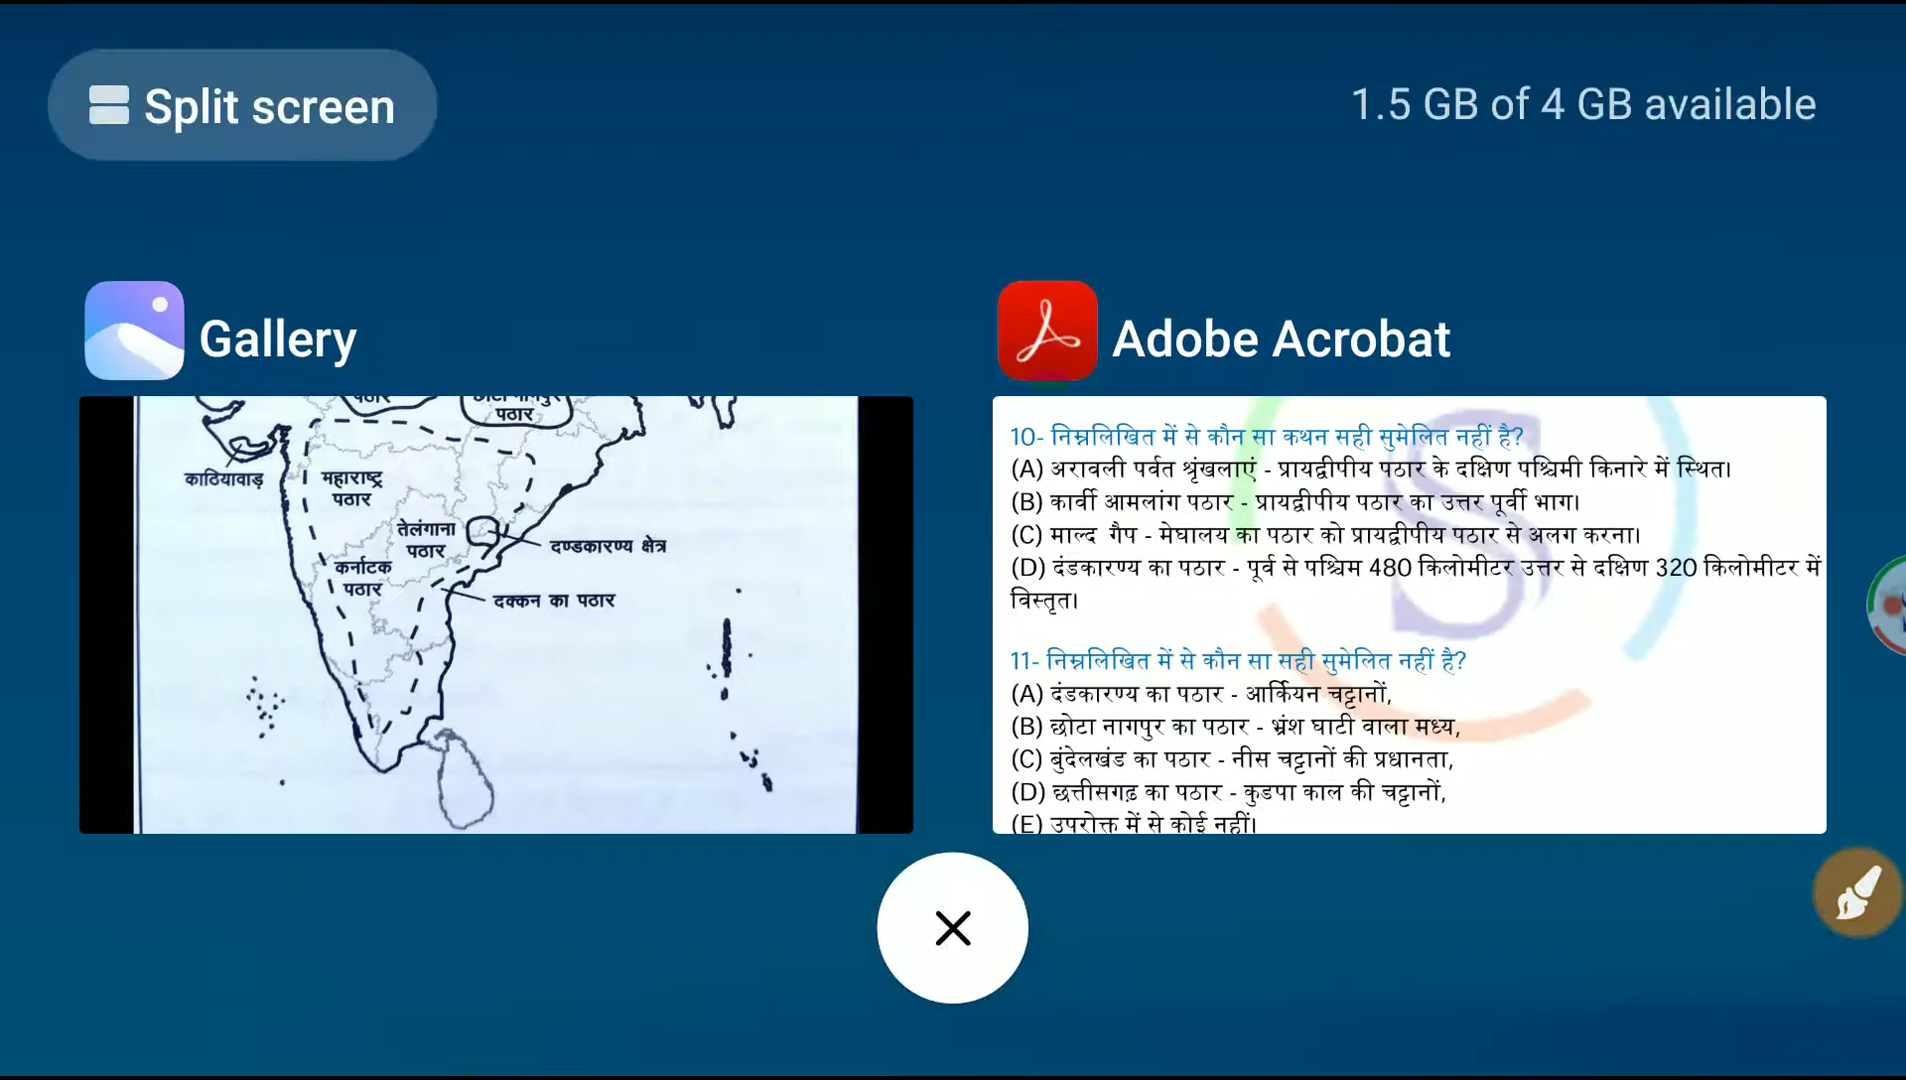 Split screen
1.5 GB of 4 GB available
Gallery
Adobe Acrobat
पठार
छोटा नागपुर
पठार
काठियावाड़
महाराष्ट्र
पठार
तेलंगाना
पठार
दण्डकारण्य क्षेत्र
कर्नाटक
पठार
दक्कन का पठार
10- निम्नलिखित में से कौन सा कथन सही सुमेलित नहीं है?
(A) अरावली पर्वत श्रृंखलाएं - प्रायद्वीपीय पठार के दक्षिण पश्चिमी किनारे में स्थित।
(B) कार्वी आमलांग पठार - प्रायद्वीपीय पठार का उत्तर पूर्वी भाग।
(C) माल्द गैप - मेघालय का पठार को प्रायद्वीपीय पठार से अलग करना।
(D) दंडकारण्य का पठार - पूर्व से पश्चिम 480 किलोमीटर उत्तर से दक्षिण 320 किलोमीटर में
विस्तृत।
11- निम्नलिखित में से कौन सा सही सुमेलित नहीं है?
(A) दंडकारण्य का पठार - आर्कियन चट्टानों,
(B) छोटा नागपुर का पठार - भ्रंश घाटी वाला मध्य,
(C) बुंदेलखंड का पठार - नीस चट्टानों की प्रधानता,
(D) छत्तीसगढ़ का पठार - कुडपा काल की चट्टानों,
(E) उपरोक्त में से कोई नहीं।